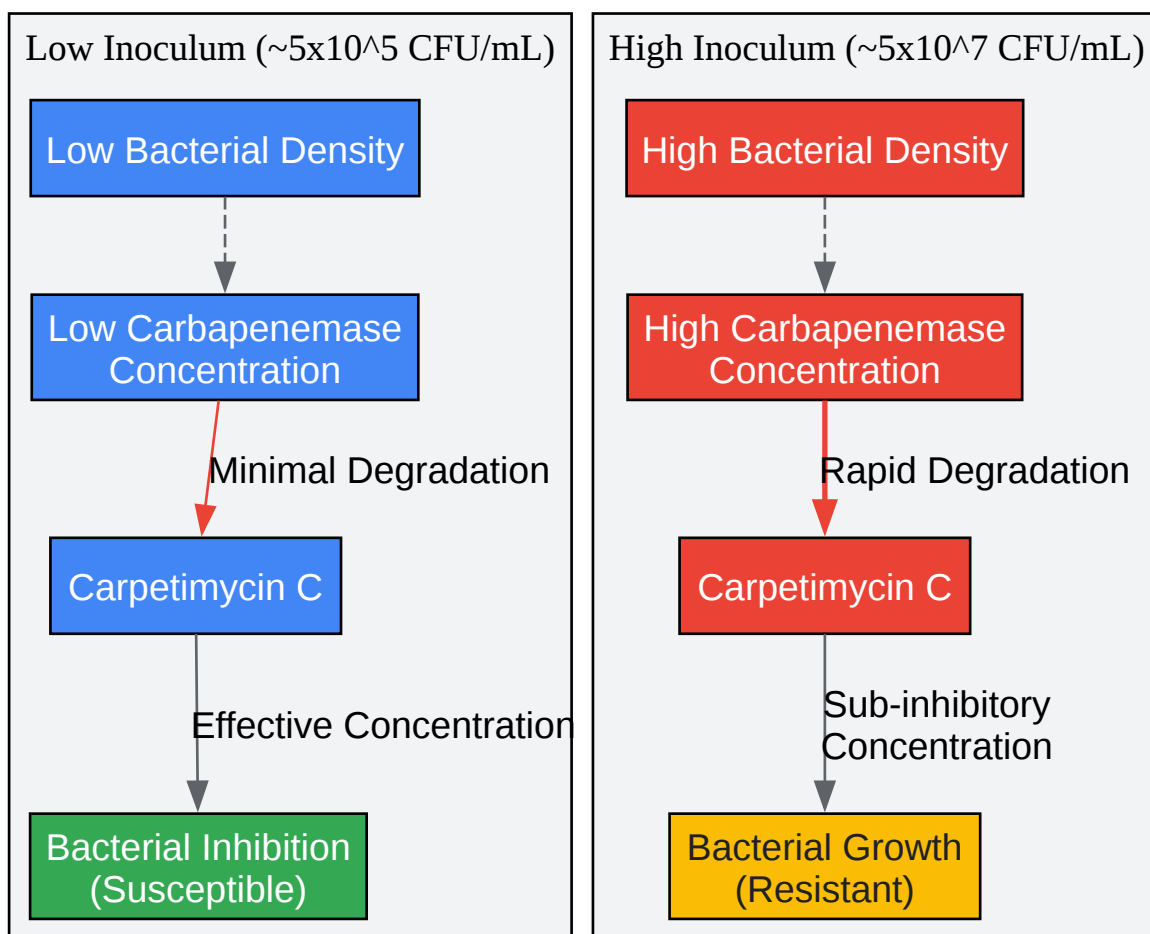 Low Inoculum (~5x10^5 CFU/mL)
Low Bacterial Density
Low Carbapenemase
Concentration
Minimal Degradation
Carpetimycin C
Effective Concentration
Bacterial Inhibition
(Susceptible)
High Inoculum (~5x10^7 CFU/mL)
High Bacterial Density
High Carbapenemase
Concentration
Rapid Degradation
Carpetimycin C
Sub-inhibitory
Concentration
Bacterial Growth
(Resistant)